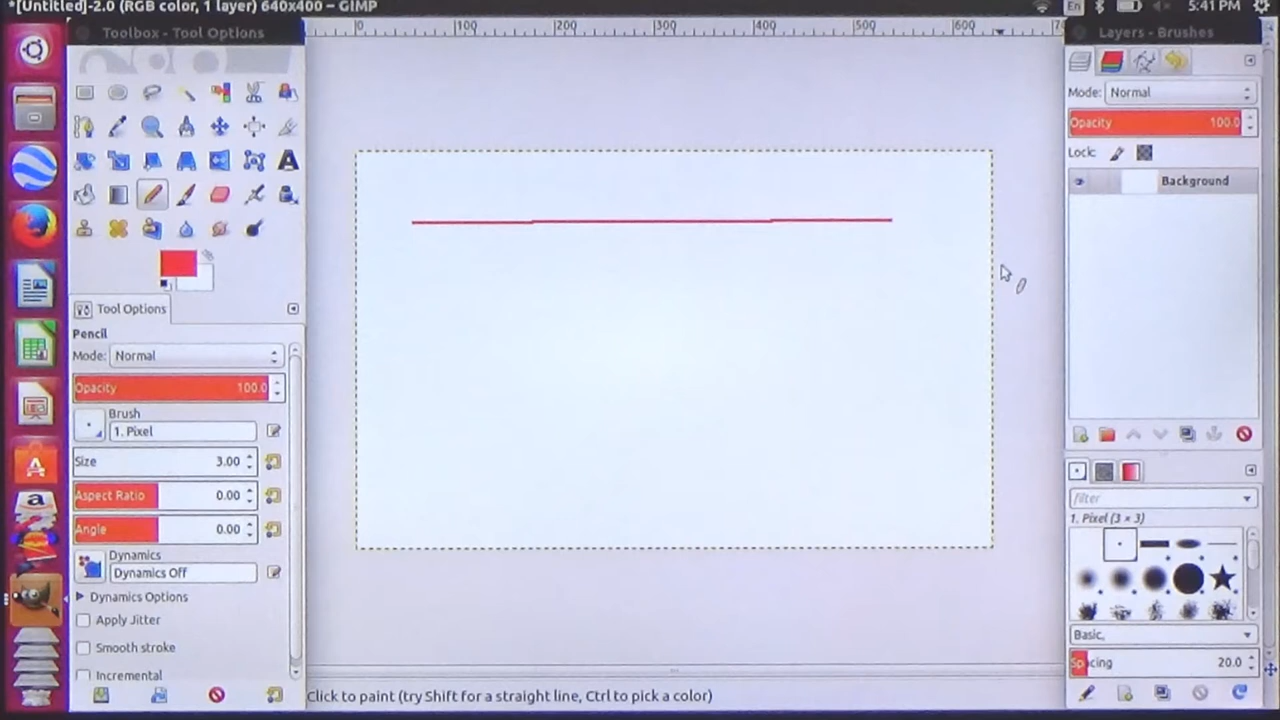 *[Untitled]-2.0 (RGB color, 1 layer) 640x400 – GIMP
En
5:41 PM
Toolbox - Tool Options
0
100
200
300
400
500
600
Layers - Brushes
Mode: Normal
Opacity 100.0
Lock:
Background
Tool Options
Pencil
Mode: Normal
Opacity 100.0
Brush
1. Pixel
Size 3.00
Aspect Ratio 0.00
Angle 0.00
Dynamics
Dynamics Off
Dynamics Options
Apply Jitter
Smooth stroke
Incremental
filter
1. Pixel (3 × 3)
Basic,
Spacing 20.0
Click to paint (try Shift for a straight line, Ctrl to pick a color)